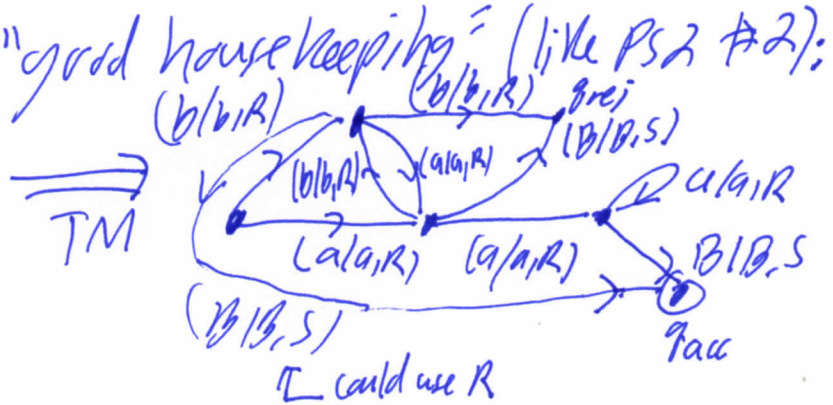 "good housekeeping" (like PS2 #2):
(b/b,R) (b/b,R) qrej
(b/b,R) (a/a,R) (B/B,S)
a/a,R
TM
(a/a,R) (a/a,R) B/B,S
(B/B,S) qacc
could use R